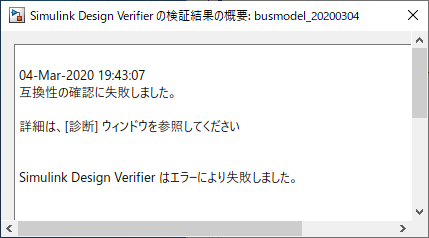 Simulink Design Verifier の検証結果の概要: busmodel_20200304
04-Mar-2020 19:43:07
互換性の確認に失敗しました。
詳細は、[診断] ウィンドウを参照してください
Simulink Design Verifier はエラーにより失敗しました。